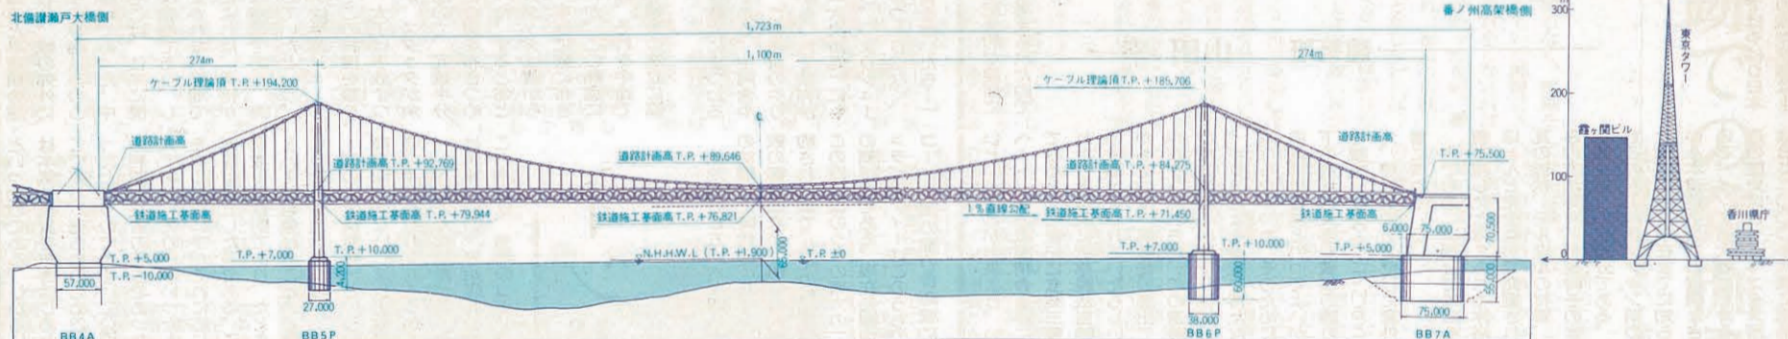 北備讃瀬戸大橋側
番ノ州高架橋側
1,723m
274m
1,100m
274m
ケーブル理論頂 T.P. +194,200
ケーブル理論頂 T.P. +185,706
道路計画高
道路計画高 T.P. +92,769
道路計画高 T.P. +89,646
℄
道路計画高 T.P. +84,275
道路計画高
T.P. +75,500
鉄道施工基面高
鉄道施工基面高 T.P. +79,944
鉄道施工基面高 T.P. +76,821
1%直線勾配
鉄道施工基面高 T.P. +71,450
鉄道施工基面高
6,000
75,000
70,500
T.P. +5,000
T.P. -10,000
T.P. +7,000
T.P. +10,000
N.H.H.W.L (T.P. +1,900)
65,000
T.P. ±0
T.P. +7,000
T.P. +10,000
T.P. +5,000
57,000
27,000
38,000
60,000
55,000
75,000
BB4A
BB5P
BB6P
BB7A
300
200
100
0
東京タワー
霞ヶ関ビル
香川県庁